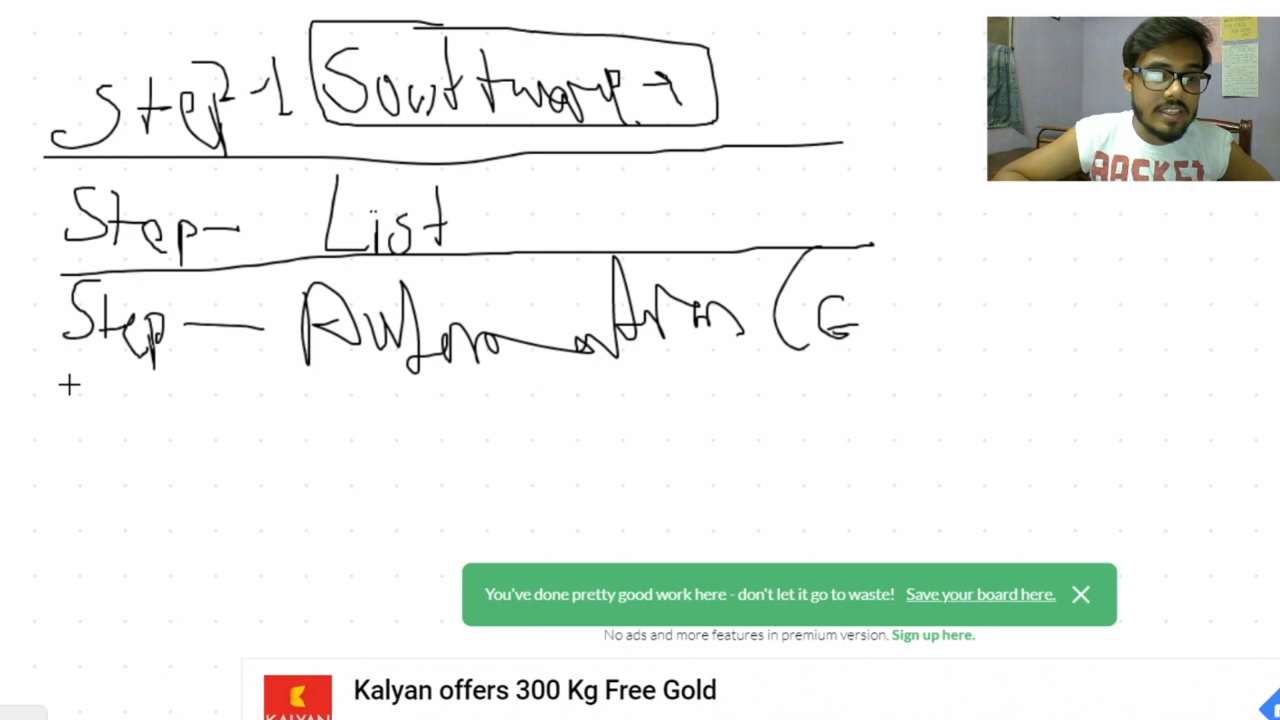 Step-1 Sowttware
Step- List
Step- Automation (E
BASKET
You've done pretty good work here - don't let it go to waste! Save your board here.
No ads and more features in premium version. Sign up here.
Kalyan offers 300 Kg Free Gold
KALYAN